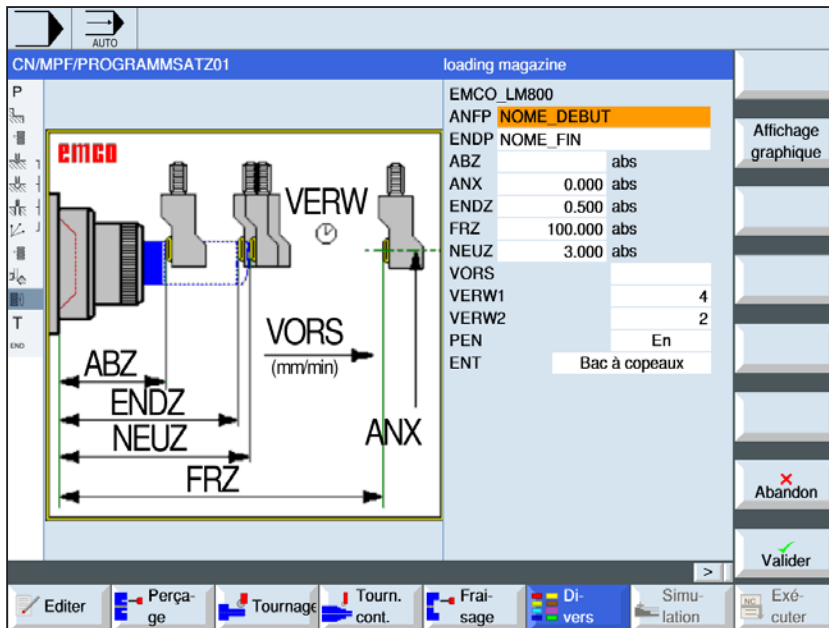 AUTO
CN/MPF/PROGRAMMSATZ01
loading magazine
P
T
END
emco
VERW
VORS
(mm/min)
ABZ
ENDZ
NEUZ
FRZ
ANX
EMCO_LM800
ANFP NOME_DEBUT
ENDP NOME_FIN
ABZ abs
ANX 0.000 abs
ENDZ 0.500 abs
FRZ 100.000 abs
NEUZ 3.000 abs
VORS
VERW1 4
VERW2 2
PEN En
ENT Bac à copeaux
Affichage
graphique
Abandon
Valider
>
Editer
Perça-
ge
Tournage
Tourn.
cont.
Frai-
sage
Di-
vers
Simu-
lation
NC
Exé-
cuter